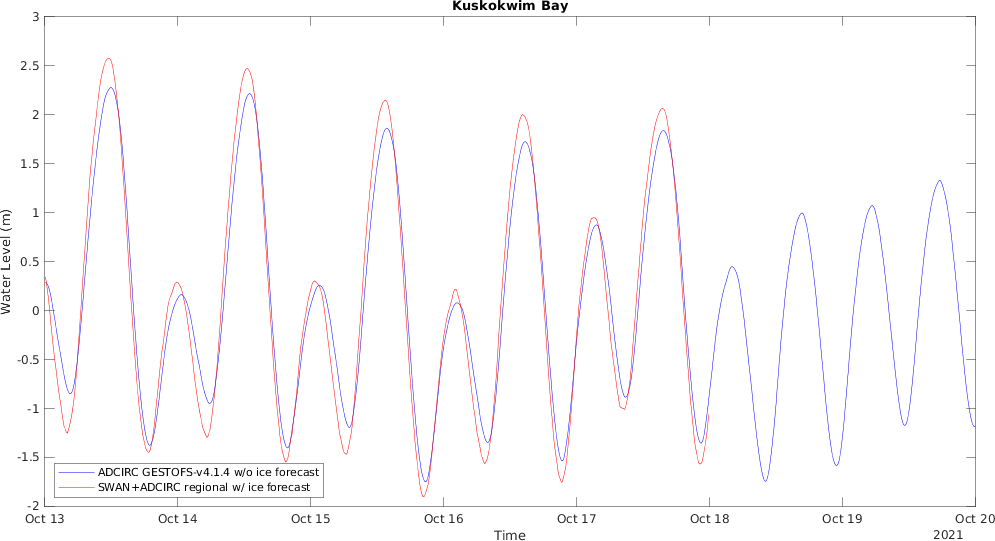 Kuskokwim Bay
Water Level (m)
3
2.5
2
1.5
1
0.5
0
-0.5
-1
-1.5
-2
ADCIRC GESTOFS-v4.1.4 w/o ice forecast
SWAN+ADCIRC regional w/ ice forecast
Oct 13 Oct 14 Oct 15 Oct 16 Oct 17 Oct 18 Oct 19 Oct 20
Time 2021